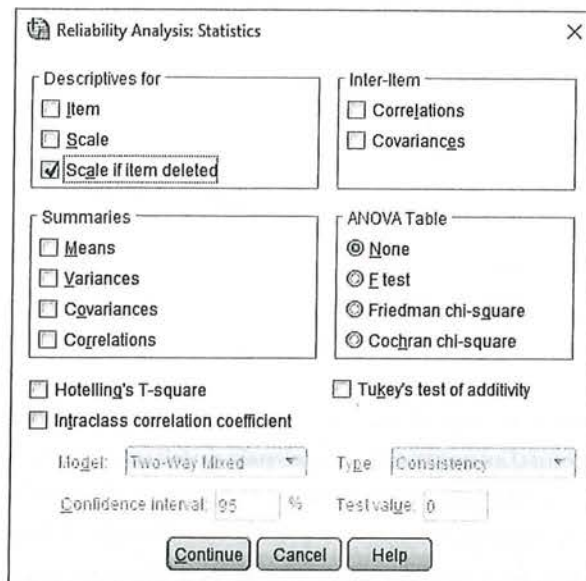 Reliability Analysis: Statistics
Descriptives for
Item
Scale
Scale if item deleted
Inter-Item
Correlations
Covariances
Summaries
Means
Variances
Covariances
Correlations
ANOVA Table
None
F test
Friedman chi-square
Cochran chi-square
Hotelling's T-square
Tukey's test of additivity
Intraclass correlation coefficient
Model: Two-Way Mixed Type Consistency
Confidence interval: 95 % Test value: 0
Continue Cancel Help